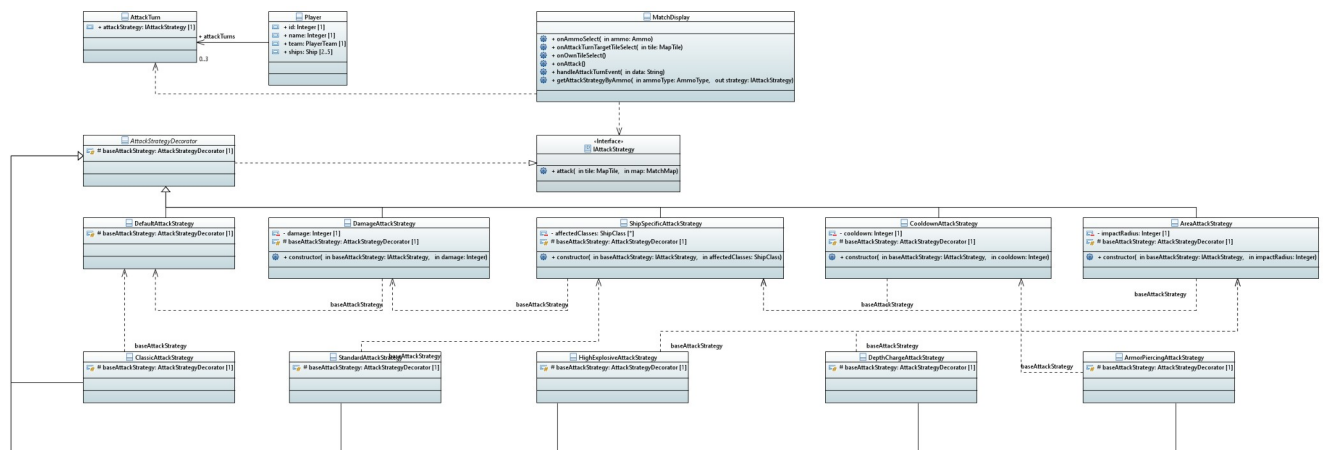 AttackTurn
+ attackStrategy: IAttackStrategy [1]
Player
+ id: Integer [1]
+ name: Integer [1]
+ team: PlayerTeam [1]
+ ships: Ship [2..5]
+ attackTurns
0..1
MatchDisplay
+ onAmmoSelect( in ammo: Ammo)
+ onAttackTurnTargetTileSelect( in tile: MapTile)
+ onOwnTileSelect()
+ onAttack()
+ handleAttackTurnEvent( in data: String)
+ getAttackStrategyByAmmo( in ammoType: AmmoType, out strategy: IAttackStrategy)
AttackStrategyDecorator
# baseAttackStrategy: AttackStrategyDecorator [1]
«Interface»
IAttackStrategy
+ attack( in tile: MapTile, in map: MatchMap)
DefaultAttackStrategy
# baseAttackStrategy: AttackStrategyDecorator [1]
DamageAttackStrategy
- damage: Integer [1]
# baseAttackStrategy: AttackStrategyDecorator [1]
+ constructor( in baseAttackStrategy: IAttackStrategy, in damage: Integer)
ShipSpecificAttackStrategy
- affectedClasses: ShipClass [*]
# baseAttackStrategy: AttackStrategyDecorator [1]
+ constructor( in baseAttackStrategy: IAttackStrategy, in affectedClasses: ShipClass)
CooldownAttackStrategy
- cooldown: Integer [1]
# baseAttackStrategy: AttackStrategyDecorator [1]
+ constructor( in baseAttackStrategy: IAttackStrategy, in cooldown: Integer)
AreaAttackStrategy
- impactRadius: Integer [1]
# baseAttackStrategy: AttackStrategyDecorator [1]
+ constructor( in baseAttackStrategy: IAttackStrategy, in impactRadius: Integer)
baseAttackStrategy
baseAttackStrategy
baseAttackStrategy
baseAttackStrategy
baseAttackStrategy
ClassicAttackStrategy
# baseAttackStrategy: AttackStrategyDecorator [1]
baseAttackStrategy
StandardAttackStrategy
# baseAttackStrategy: AttackStrategyDecorator [1]
baseAttackStrategy
HighExplosiveAttackStrategy
# baseAttackStrategy: AttackStrategyDecorator [1]
baseAttackStrategy
DepthChargeAttackStrategy
# baseAttackStrategy: AttackStrategyDecorator [1]
baseAttackStrategy
ArmorPiercingAttackStrategy
# baseAttackStrategy: AttackStrategyDecorator [1]